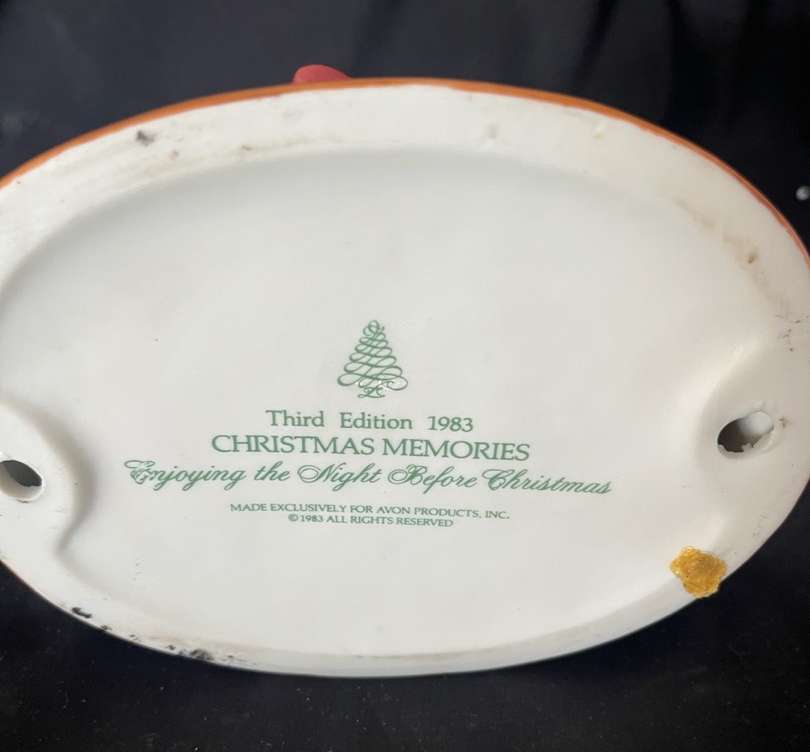 Third Edition 1983
CHRISTMAS MEMORIES
Enjoying the Night Before Christmas
MADE EXCLUSIVELY FOR AVON PRODUCTS, INC.
©1983 ALL RIGHTS RESERVED